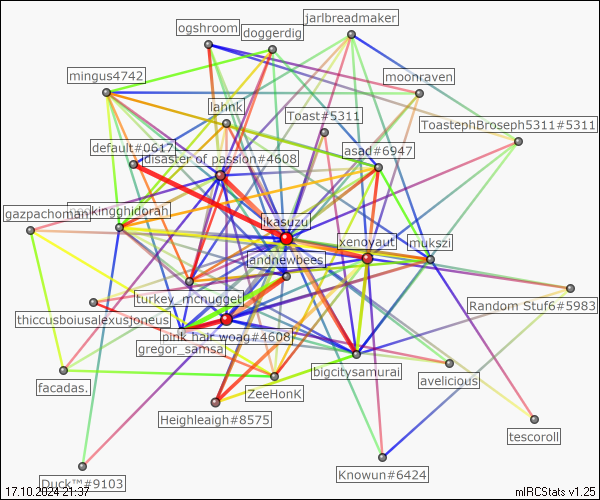 ogshroom
jarlbreadmaker
doggerdig
mingus4742
moonraven
lahnk
Toast#5311
ToastephBroseph5311#5311
default#0617
asad#6947
disaster of passion#4608
gazpachoman
kingghidorah
ikasuzu
xenoyaut
mukszi
andnewbees
turkey_mcnugget
Random Stuf6#5983
thiccusboiusalexusjoneus
pink hair woag#4608
gregor_samsa
bigcitysamurai
facadas.
ZeeHonK
avelicious
Heighleigh#8575
tescoroll
Duck™#9103
Knowun#6424
17.10.2024 21:37
mIRCStats v1.25